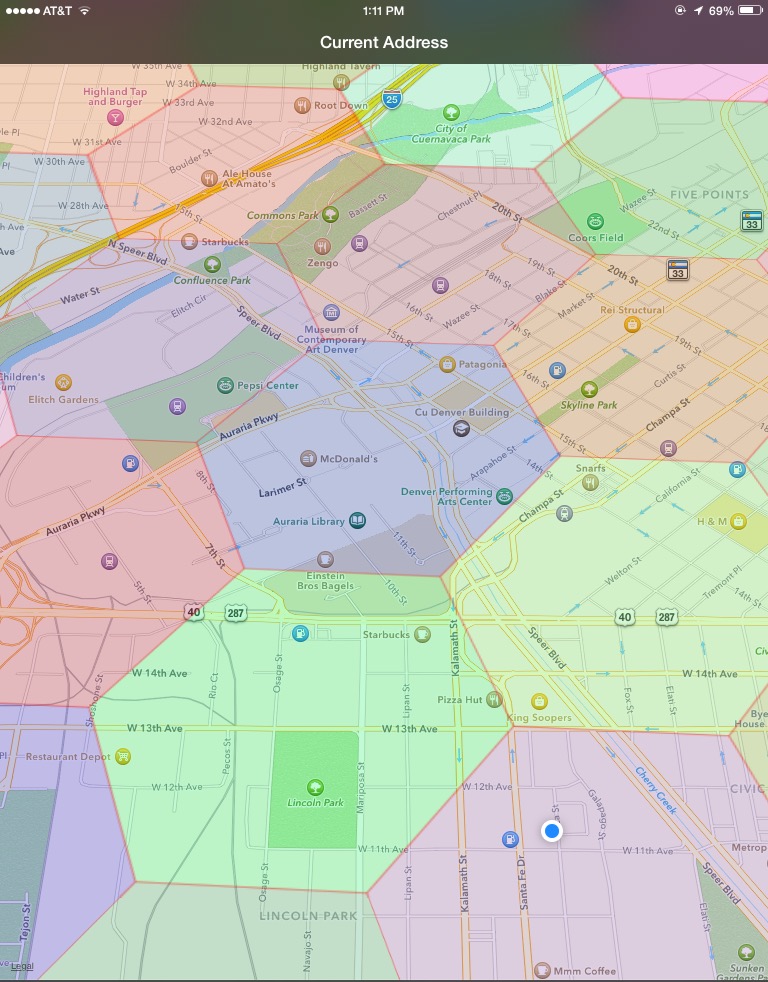 AT&T
1:11 PM
69%
Current Address
W 35th Ave
Highland Tavern
W 34th Ave
Highland Tap
and Burger
W 33rd Ave
Root Down
25
W 32nd Ave
City of
Cuernavaca Park
W 31st Ave
W 30th Ave
Boulder St
Ale House
At Amato's
FIVE POINTS
Wazee St
W 28th Ave
15th St
Commons Park
Bassett St
Chestnut Pl
20th St
22nd St
33
Coors Field
Starbucks
N Speer Blvd
Zengo
19th St
20th St
33
Confluence Park
18th St
Blake St
Water St
Elitch Cir
Speer Blvd
16th St
Wazee St
Market St
Rei Structural
Museum of
Contemporary
Art Denver
15th St
17th St
19th St
Patagonia
16th St
Curtis St
Children's
Elitch Gardens
Pepsi Center
Skyline Park
Auraria Pkwy
Cu Denver Building
Champa St
15th St
McDonald's
Arapahoe St
14th St
Snarfs
8th St
Larimer St
Denver Performing
Arts Center
Champa St
California St
Auraria Pkwy
Auraria Library
H & M
11th St
7th St
Einstein
Bros Bagels
Welton St
Tremont Pl
5th St
10th St
14th St
40
287
40
287
Starbucks
Kalamath St
Speer Blvd
W 14th Ave
W 14th Ave
Osage St
Rio Ct
Shoshone St
Lipan St
Pizza Hut
King Soopers
Fox St
Elati St
W 13th Ave
W 13th Ave
Bye
House
Restaurant Depot
Pecos St
Mariposa St
W 12th Ave
W 12th Ave
Cherry Creek
Lincoln Park
Galapago St
CIVIC
W 11th Ave
W 11th Ave
Metrop
Osage St
Lipan St
Kalamath St
Santa Fe Dr
Speer Blvd
Tejon St
LINCOLN PARK
Elati St
Navajo St
Sunken
Gardens Pa
Legal
Mmm Coffee